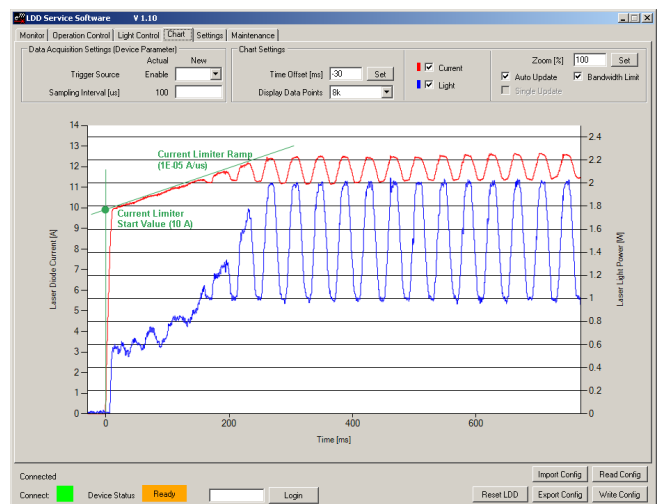 LDD Service Software V 1.10
Monitor Operation Control Light Control Chart Settings Maintenance
Data Acquisition Settings (Device Parameter)
Actual New
Trigger Source Enable
Sampling Interval [us] 100
Chart Settings
Time Offset [ms] -30 Set
Display Data Points 8k
Current
Light
Zoom [%] 100 Set
Auto Update Bandwidth Limit
Single Update
14
13
12
11
10
9
8
7
6
5
4
3
2
1
0
Laser Diode Current [A]
Current Limiter Ramp
(1E-05 A/us)
Current Limiter
Start Value (10 A)
2.4
2.2
2
1.8
1.6
1.4
1.2
1
0.8
0.6
0.4
0.2
0
Laser Light Power [W]
0 200 400 600
Time [ms]
Connected
Import Config Read Config
Connect: Device Status Ready Login Reset LDD Export Config Write Config